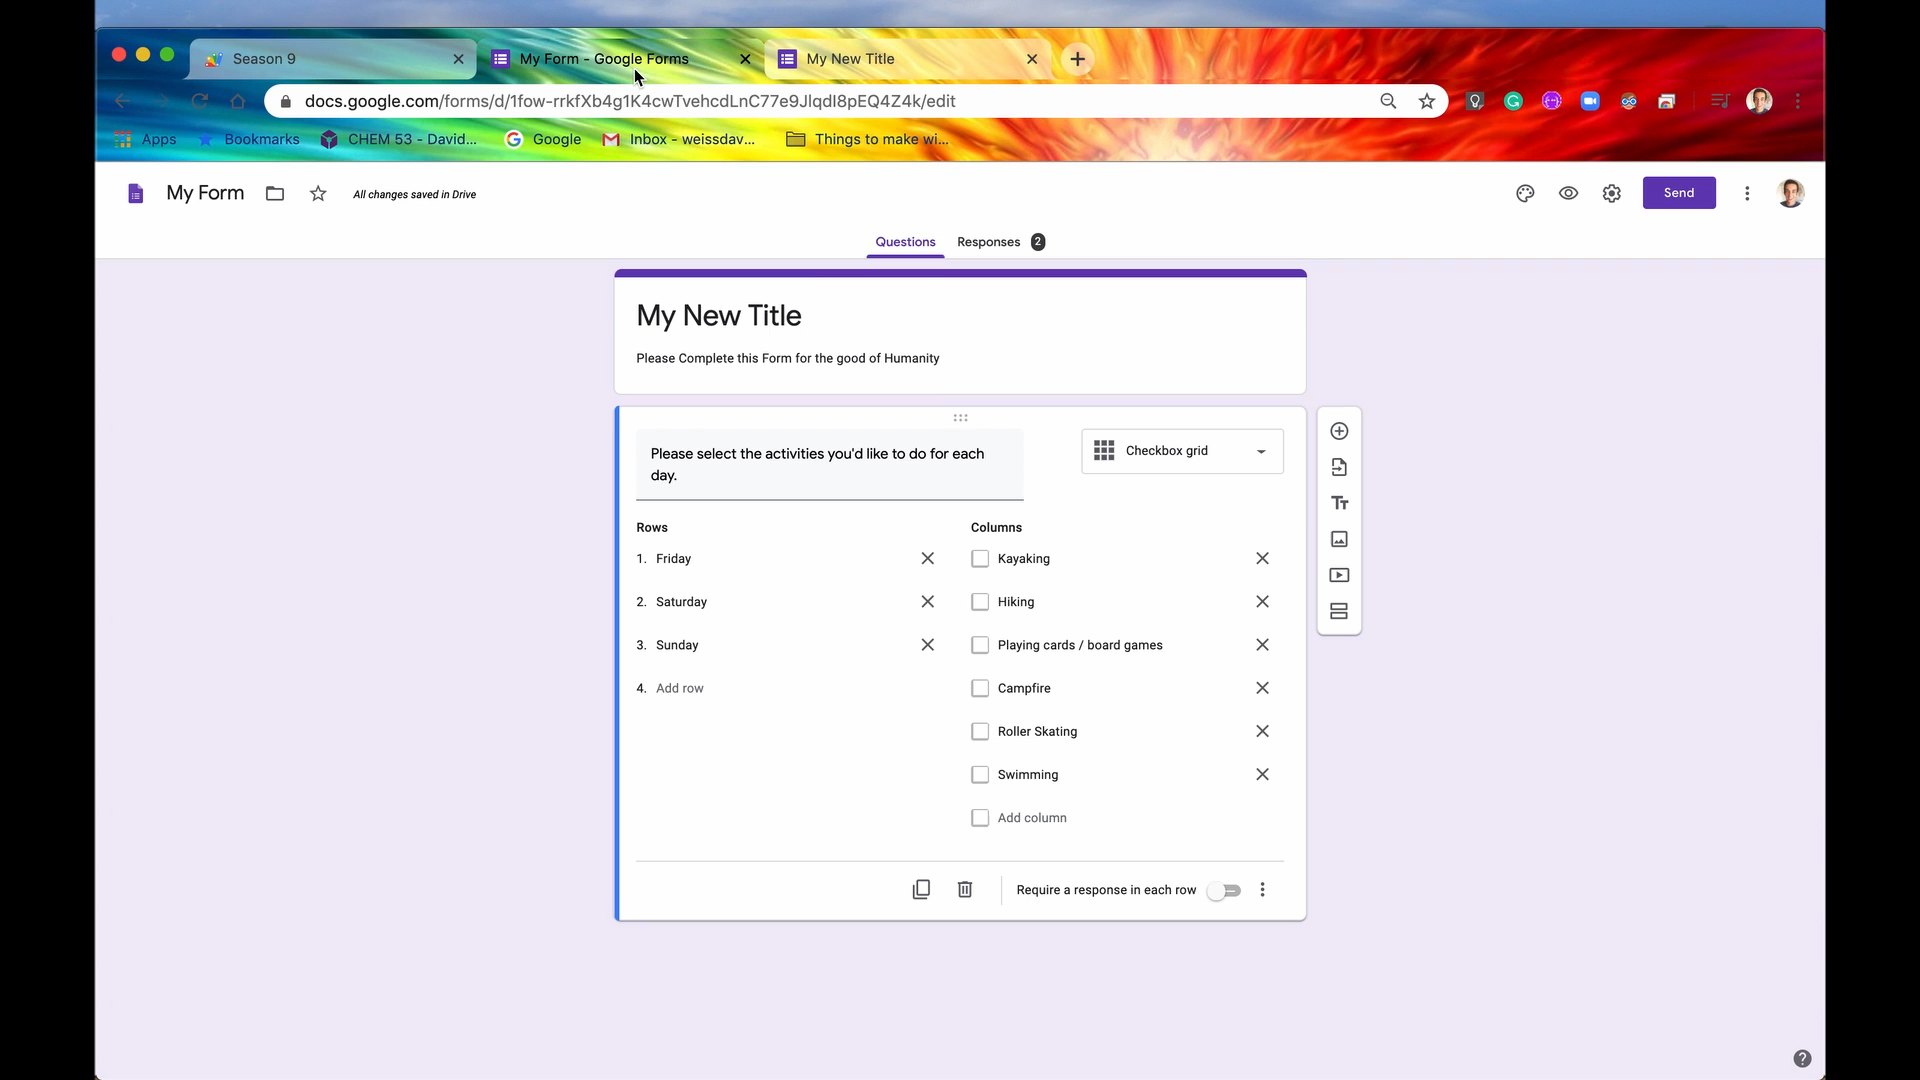 Season 9
My Form - Google Forms
My New Title
docs.google.com/forms/d/1fow-rrkfXb4g1K4cwTvehcdLnC77e9JlqdI8pEQ4Z4k/edit
Apps
Bookmarks
CHEM 53 - David...
Google
Inbox - weissdav...
Things to make wi...
My Form
All changes saved in Drive
Send
Questions
Responses 2
My New Title
Please Complete this Form for the good of Humanity
Please select the activities you'd like to do for each
day.
Checkbox grid
Rows
Columns
1. Friday
Kayaking
2. Saturday
Hiking
3. Sunday
Playing cards / board games
4. Add row
Campfire
Roller Skating
Swimming
Add column
Require a response in each row